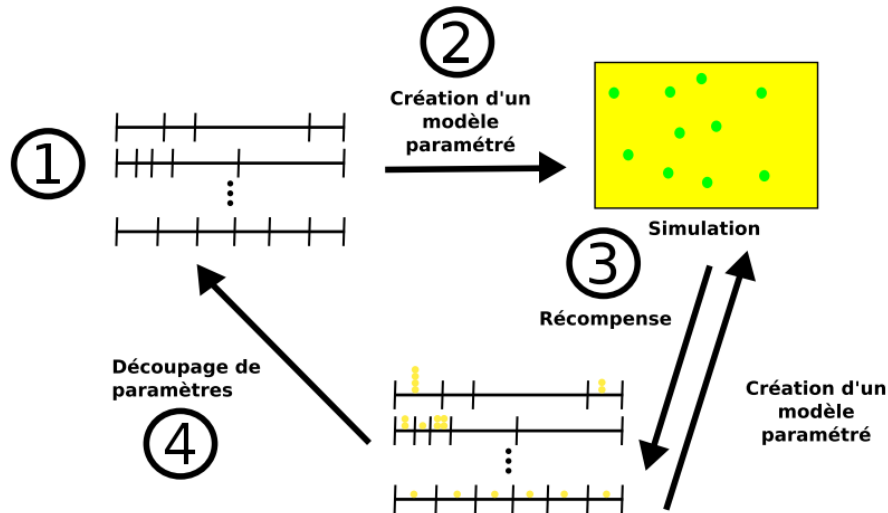 1
2
Création d'un
modèle
paramétré
Simulation
3
Récompense
Découpage de
paramètres
4
Création d'un
modèle
paramétré